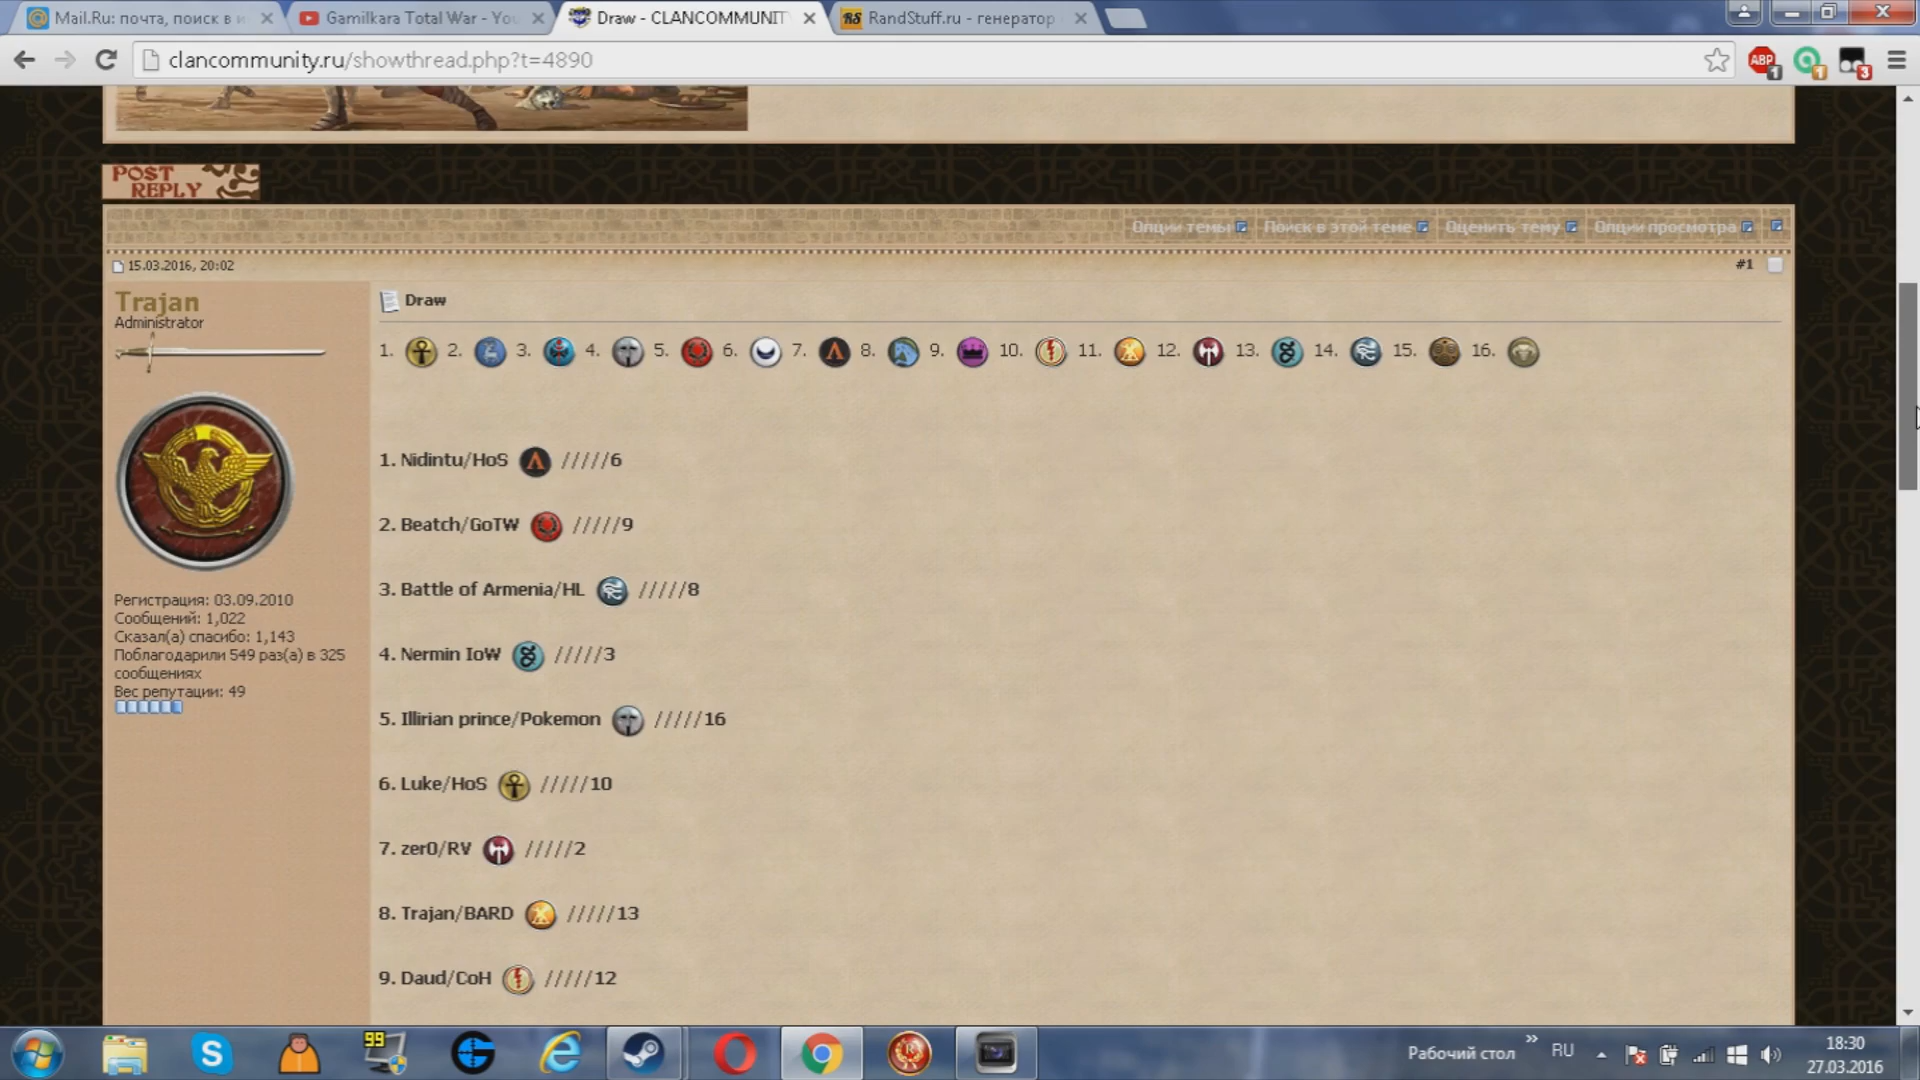 Mail.Ru: почта, поиск в и
Gamilkara Total War - You
Draw - CLANCOMMUNIT
RS RandStuff.ru - генератор
clancommunity.ru/showthread.php?t=4890
ABP 1
1
3
POST REPLY
Опции темы
Поиск в этой теме
Оценить тему
Опции просмотра
15.03.2016, 20:02
#1
Trajan
Administrator
Регистрация: 03.09.2010
Сообщений: 1,022
Сказал(а) спасибо: 1,143
Поблагодарили 549 раз(а) в 325
сообщениях
Вес репутации: 49
Draw
1. 2. 3. 4. 5. 6. 7. 8. 9. 10. 11. 12. 13. 14. 15. 16.
1. Nidintu/HoS /////6
2. Beatch/GoTW /////9
3. Battle of Armenia/HL /////8
4. Nermin IoW /////3
5. Illirian prince/Pokemon /////16
6. Luke/HoS /////10
7. zer0/RV /////2
8. Trajan/BARD /////13
9. Daud/CoH /////12
99
Рабочий стол
RU
18:30
27.03.2016